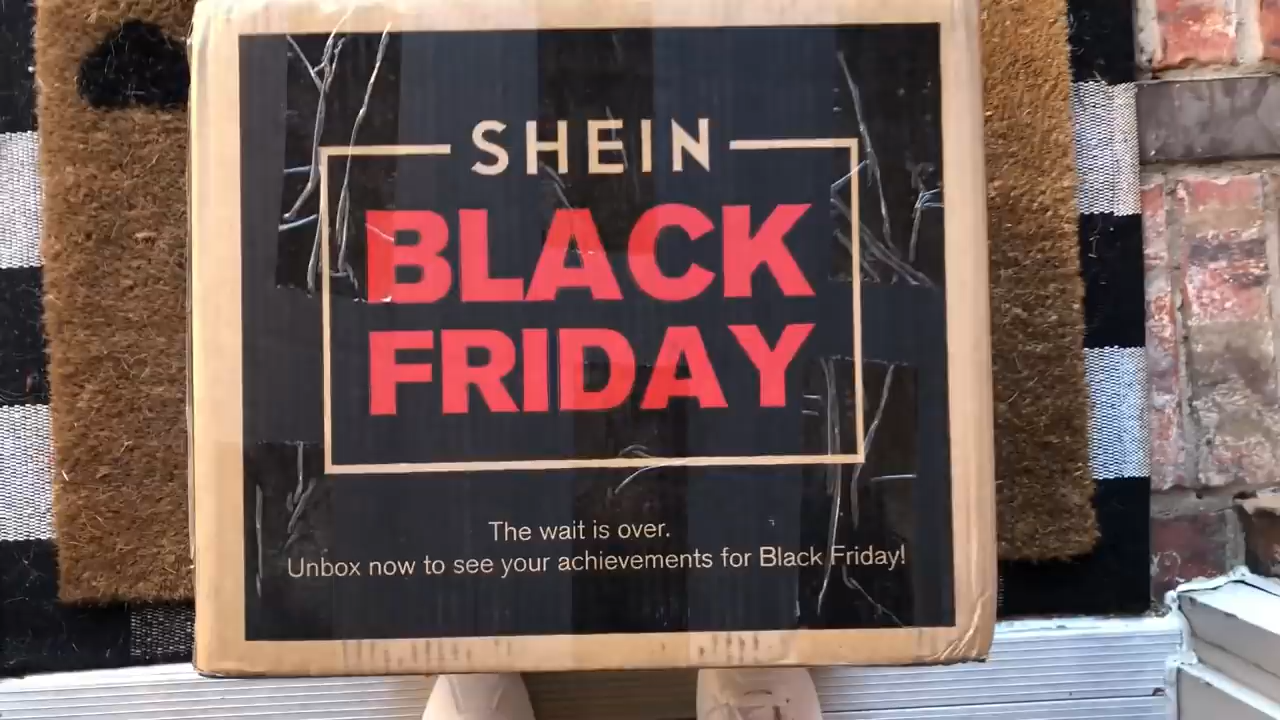 SHEIN
BLACK
FRIDAY
The wait is over.
Unbox now to see your achievements for Black Friday!